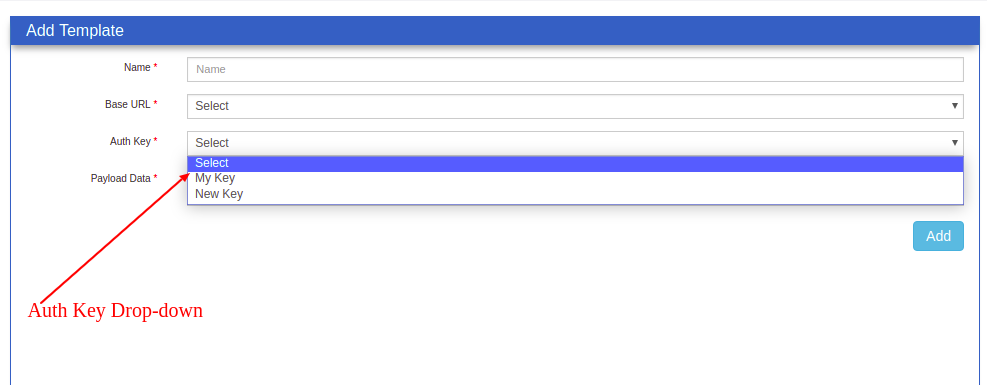 Add Template
Name *
Name
Base URL *
Select
Auth Key *
Select
Select
My Key
Payload Data *
New Key
Add
Auth Key Drop-down